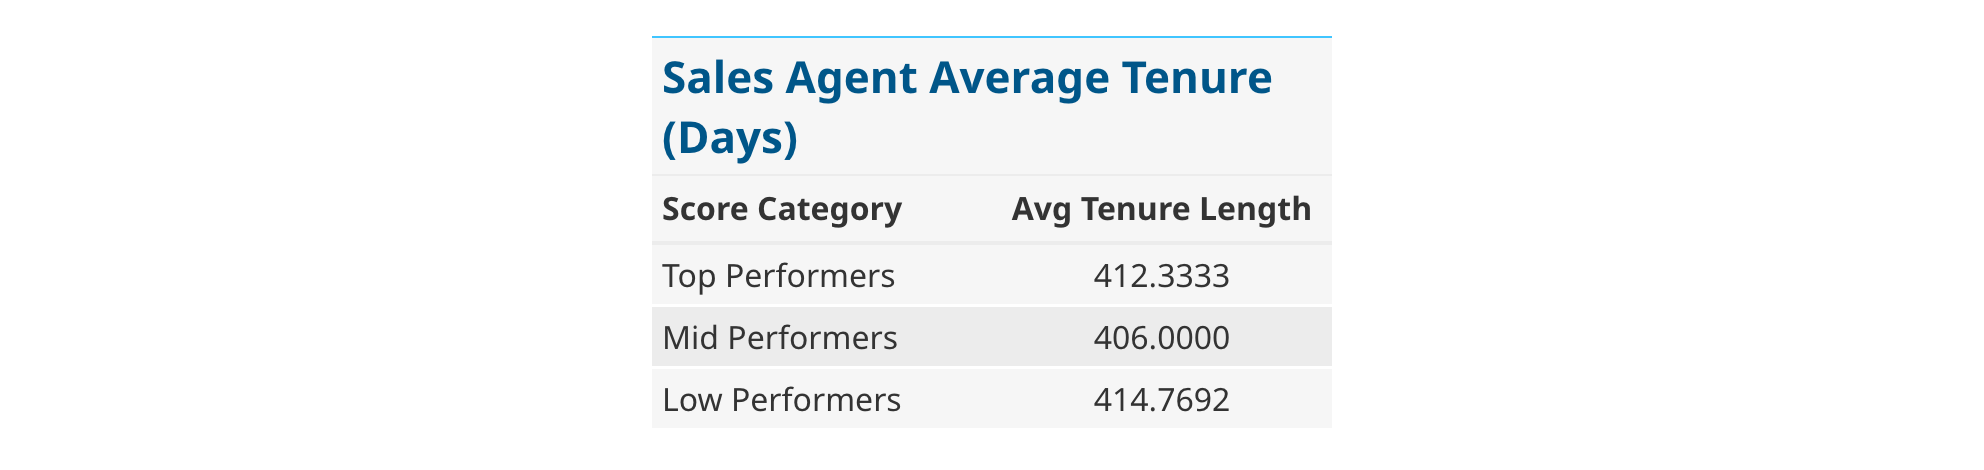 Sales Agent Average Tenure
(Days)
Score Category Avg Tenure Length
Top Performers 412.3333
Mid Performers 406.0000
Low Performers 414.7692